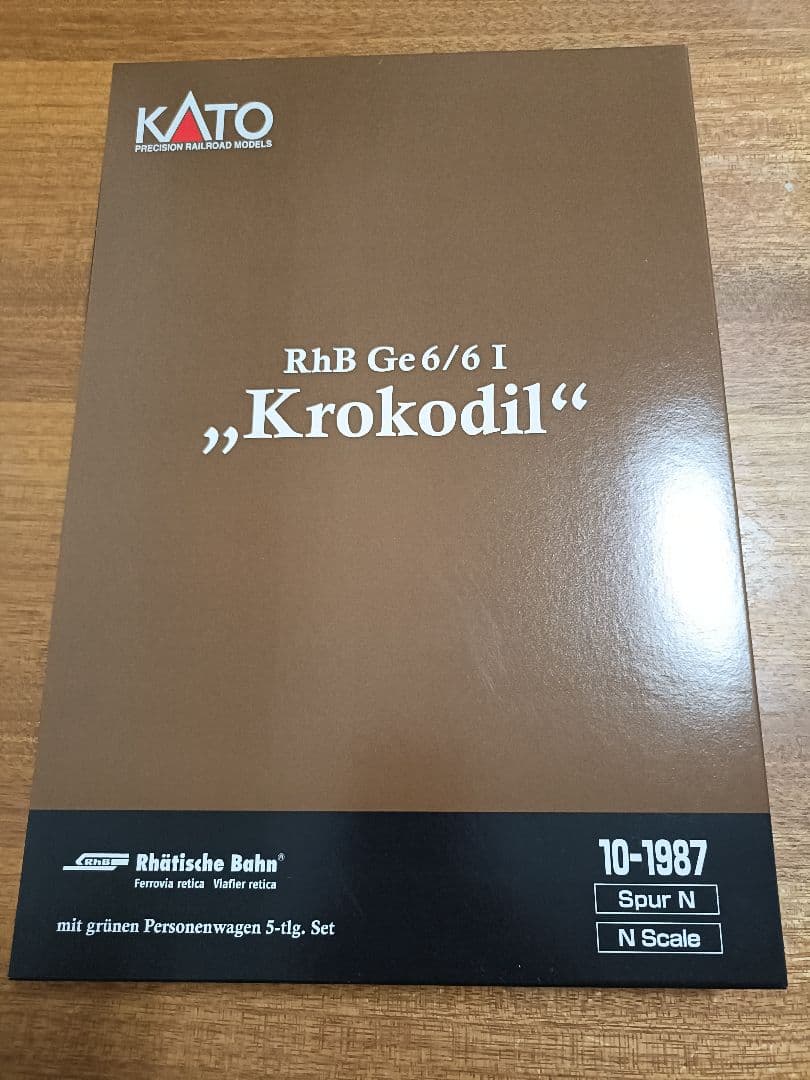 KATO
PRECISION RAILROAD MODELS
RhB Ge 6/6 I
„Krokodil“
RhB Rhätische Bahn®
Ferrovia retica Viafier retica
mit grünen Personenwagen 5-tlg. Set
10-1987
Spur N
N Scale